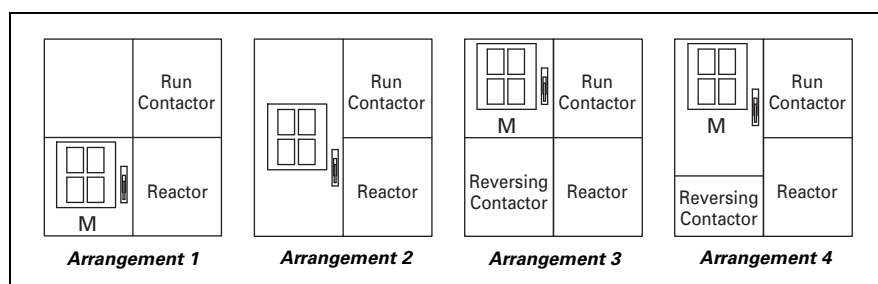 Run
Contactor
M
Reactor
Arrangement 1
Run
Contactor
Reactor
Arrangement 2
M
Run
Contactor
Reversing
Contactor
Reactor
Arrangement 3
M
Run
Contactor
Reversing
Contactor
Reactor
Arrangement 4